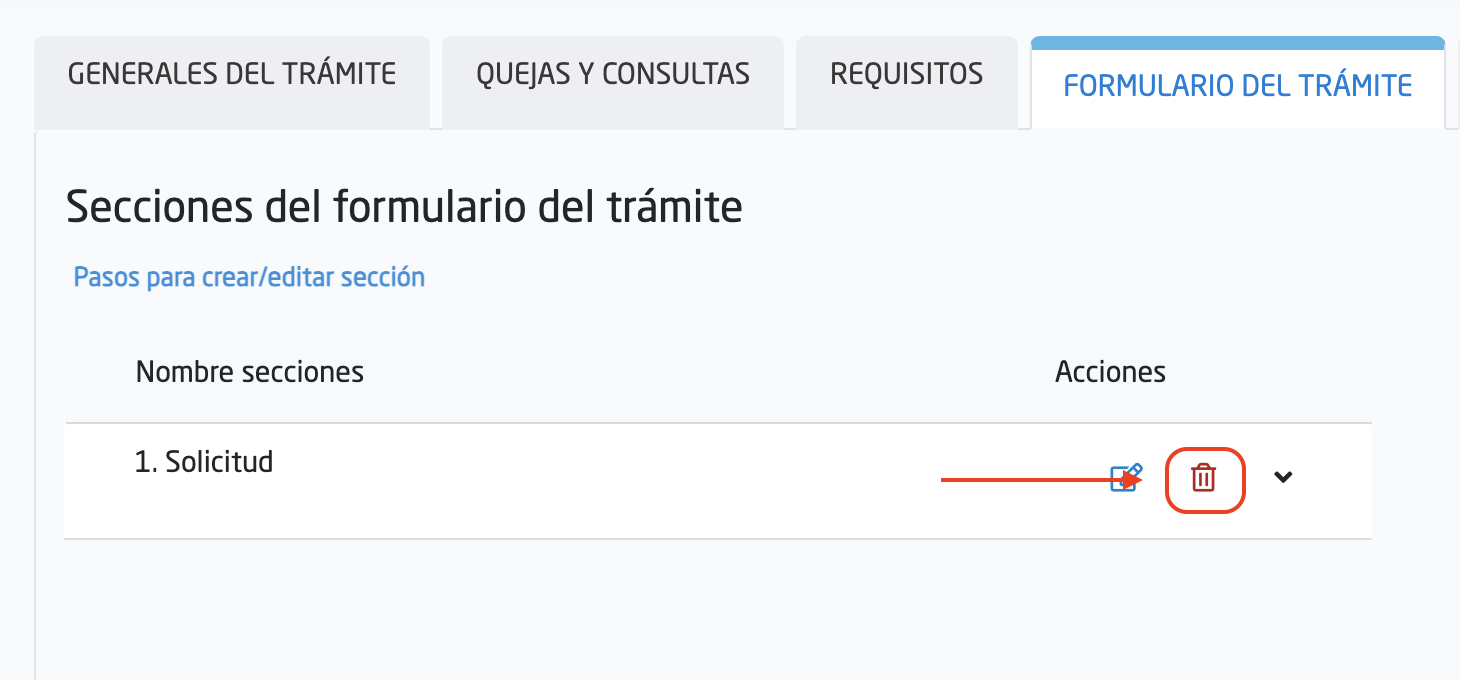 GENERALES DEL TRÁMITE
QUEJAS Y CONSULTAS
REQUISITOS
FORMULARIO DEL TRÁMITE
Secciones del formulario del trámite
Pasos para crear/editar sección
Nombre secciones
Acciones
1. Solicitud